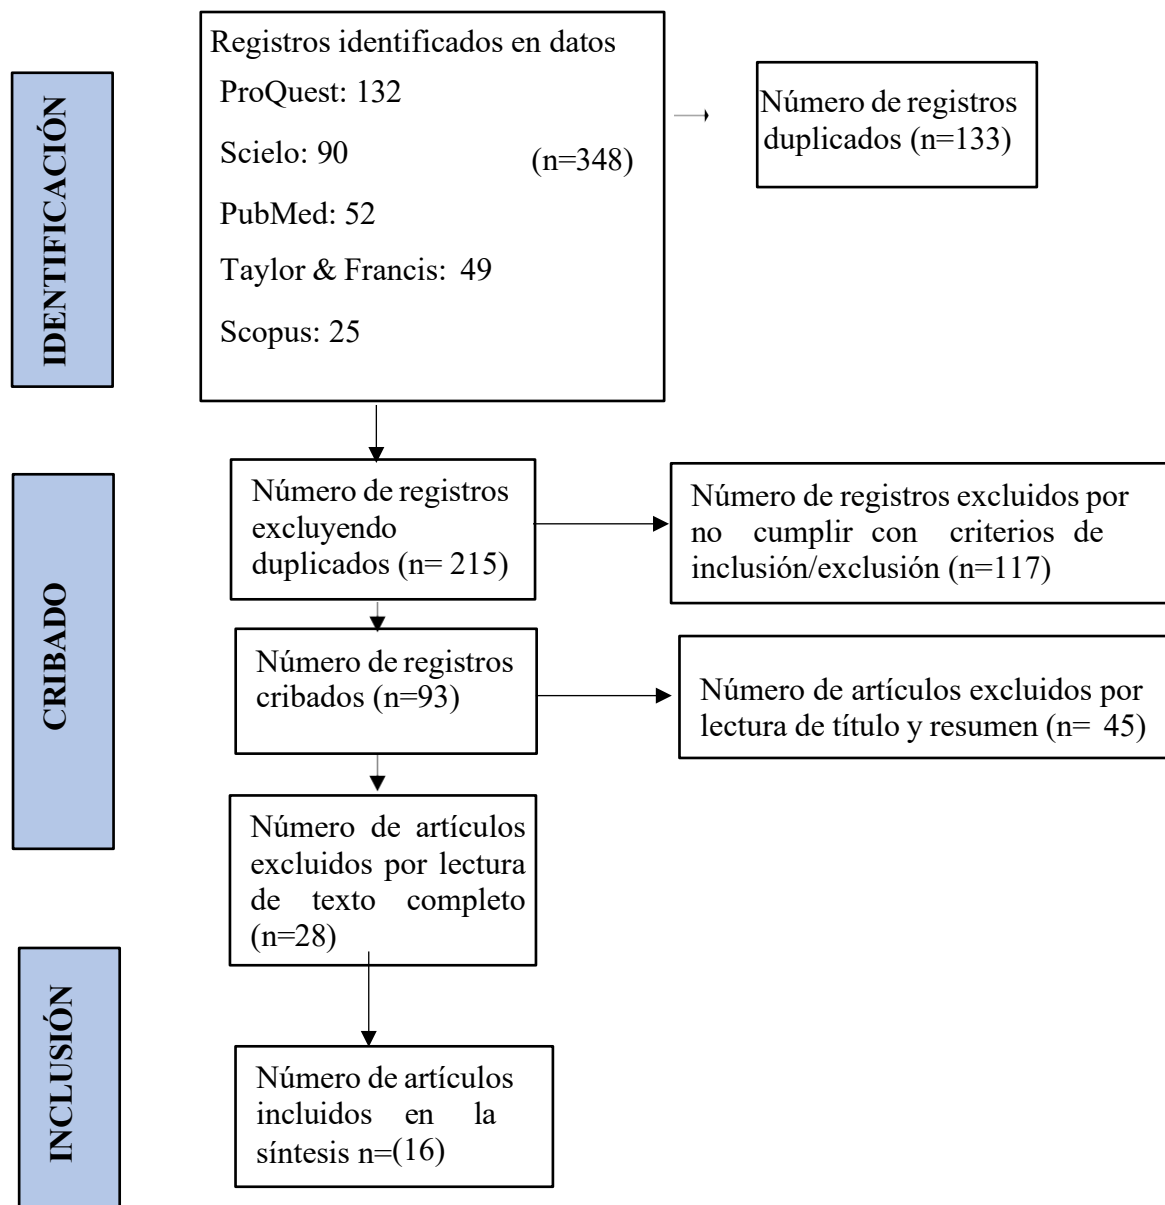 IDENTIFICACIÓN
Registros identificados en datos
ProQuest: 132
Scielo: 90
(n=348)
PubMed: 52
Taylor & Francis: 49
Scopus: 25
Número de registros
duplicados (n=133)
CRIBADO
Número de registros
excluyendo
duplicados (n= 215)
Número de registros excluidos por
no cumplir con criterios de
inclusión/exclusión (n=117)
Número de registros
cribados (n=93)
Número de artículos excluidos por
lectura de título y resumen (n= 45)
Número de artículos
excluidos por lectura
de texto completo
(n=28)
INCLUSIÓN
Número de artículos
incluidos en la
síntesis n=(16)